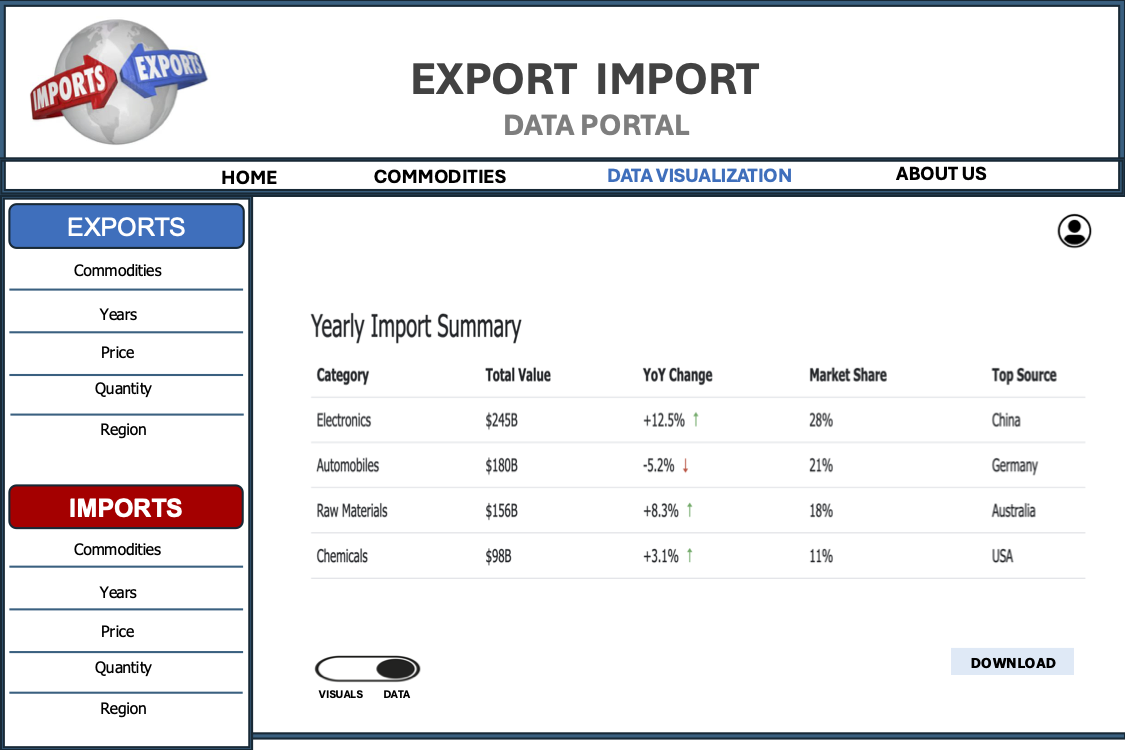 IMPORTS
EXPORTS
EXPORT IMPORT
DATA PORTAL
HOME COMMODITIES DATA VISUALIZATION ABOUT US
EXPORTS
Commodities
Years
Price
Quantity
Region
IMPORTS
Commodities
Years
Price
Quantity
Region
Yearly Import Summary
Category Total Value YoY Change Market Share Top Source
Electronics $245B +12.5% ↑ 28% China
Automobiles $180B -5.2% ↓ 21% Germany
Raw Materials $156B +8.3% ↑ 18% Australia
Chemicals $98B +3.1% ↑ 11% USA
VISUALS DATA
DOWNLOAD